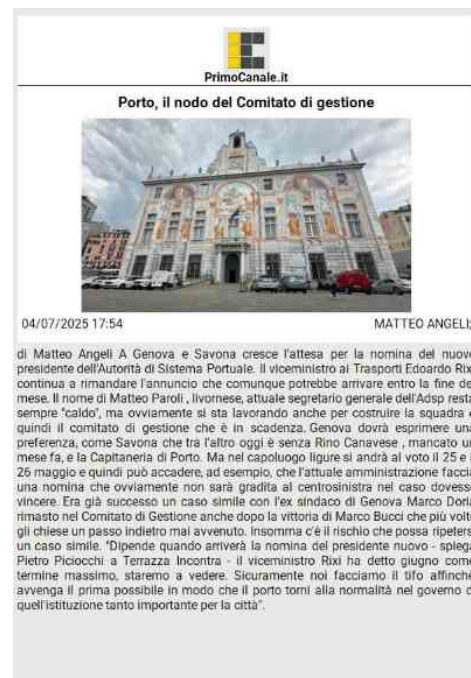 PrimoCanale.it
Porto, il nodo del Comitato di gestione
04/07/2025 17:54
MATTEO ANGELI;
di Matteo Angeli A Genova e Savona cresce l'attesa per la nomina del nuovo
presidente dell'Autorità di Sistema Portuale. Il viceministro ai Trasporti Edoardo Rixi
continua a rimandare l'annuncio che comunque potrebbe arrivare entro la fine del
mese. Il nome di Matteo Paroli , livornese, attuale segretario generale dell'Adsp resta
sempre "caldo", ma ovviamente si sta lavorando anche per costruire la squadra e
quindi il comitato di gestione che è in scadenza. Genova dovrà esprimere una
preferenza, come Savona che tra l'altro oggi è senza Rino Canavese , mancato un
mese fa, e la Capitaneria di Porto. Ma nel capoluogo ligure si andrà al voto il 25 e i
26 maggio e quindi può accadere, ad esempio, che l'attuale amministrazione faccia
una nomina che ovviamente non sarà gradita al centrosinistra nel caso dovesse
vincere. Era già successo un caso simile con l'ex sindaco di Genova Marco Doria
rimasto nel Comitato di Gestione anche dopo la vittoria di Marco Bucci che più volte
gli chiese un passo indietro mai avvenuto. Insomma c'è il rischio che possa ripetersi
un caso simile. "Dipende quando arriverà la nomina del presidente nuovo - spiega
Pietro Piciocchi a Terrazza Incontra - il viceministro Rixi ha detto giugno come
termine massimo, staremo a vedere. Sicuramente noi facciamo il tifo affinché
avvenga il prima possibile in modo che il porto torni alla normalità nel governo di
quell'istituzione tanto importante per la città".